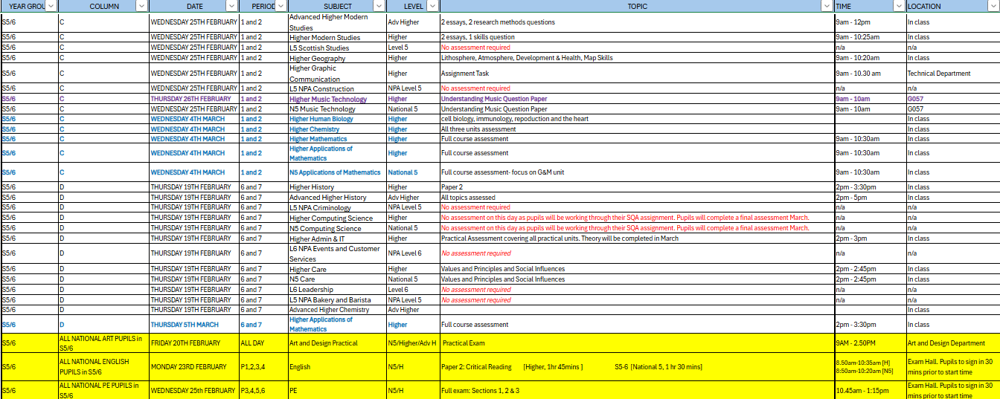 YEAR GROU COLUMN DATE PERIOD SUBJECT LEVEL TOPIC TIME LOCATION
S5/6 C WEDNESDAY 25TH FEBRUARY 1 and 2 Advanced Higher Modern Studies Adv Higher 2 essays, 2 research methods questions 9am - 12pm In class
S5/6 C WEDNESDAY 25TH FEBRUARY 1 and 2 Higher Modern Studies Higher 2 essays, 1 skills question 9am - 10:25am In class
S5/6 C WEDNESDAY 25TH FEBRUARY 1 and 2 L5 Scottish Studies Level 5 No assessment required n/a n/a
S5/6 C WEDNESDAY 25TH FEBRUARY 1 and 2 Higher Geography Higher Lithosphere, Atmosphere, Development & Health, Map Skills 9am - 10:20am In class
S5/6 C WEDNESDAY 25TH FEBRUARY 1 and 2 Higher Graphic Communication Higher Assignment Task 9am - 10.30 am Technical Department
S5/6 C WEDNESDAY 25TH FEBRUARY 1 and 2 L5 NPA Construction NPA Level 5 No assessment required n/a n/a
S5/6 C THURSDAY 26TH FEBRUARY 1 and 2 Higher Music Technology Higher Understanding Music Question Paper 9am - 10am G057
S5/6 C WEDNESDAY 25TH FEBRUARY 1 and 2 N5 Music Technology National 5 Understanding Music Question Paper 9am - 10am G057
S5/6 C WEDNESDAY 4TH MARCH 1 and 2 Higher Human Biology Higher cell biology, immunology, repoduction and the heart In class
S5/6 C WEDNESDAY 4TH MARCH 1 and 2 Higher Chemistry Higher All three units assessment In class
S5/6 C WEDNESDAY 4TH MARCH 1 and 2 Higher Mathematics Higher Full course assessment 9am - 10:30am In class
S5/6 C WEDNESDAY 4TH MARCH 1 and 2 Higher Applications of Mathematics Higher Full course assessment 9am - 10:30am In class
S5/6 C WEDNESDAY 4TH MARCH 1 and 2 N5 Applications of Mathematics National 5 Full course assessment- focus on G&M unit 9am - 10:30am In class
S5/6 D THURSDAY 19TH FEBRUARY 6 and 7 Higher History Higher Paper 2 2pm - 3:30pm In class
S5/6 D THURSDAY 19TH FEBRUARY 6 and 7 Advanced Higher History Adv Higher All topics assessed 2pm - 5pm In class
S5/6 D THURSDAY 19TH FEBRUARY 6 and 7 L5 NPA Criminology NPA Level 5 No assessment required n/a n/a
S5/6 D THURSDAY 19TH FEBRUARY 6 and 7 Higher Computing Science Higher No assessment on this day as pupils will be working through their SQA assignment. Pupils will complete a final assessment March. n/a n/a
S5/6 D THURSDAY 19TH FEBRUARY 6 and 7 N5 Computing Science National 5 No assessment on this day as pupils will be working through their SQA assignment. Pupils will complete a final assessment March. n/a n/a
S5/6 D THURSDAY 19TH FEBRUARY 6 and 7 Higher Admin & IT Higher Practical Assessment covering all practical units. Theory will be completed in March 2pm - 3pm In class
S5/6 D THURSDAY 19TH FEBRUARY 6 and 7 L6 NPA Events and Customer Services NPA Level 6 No assessment required n/a n/a
S5/6 D THURSDAY 19TH FEBRUARY 6 and 7 Higher Care Higher Values and Principles and Social Influences 2pm - 2:45pm In class
S5/6 D THURSDAY 19TH FEBRUARY 6 and 7 N5 Care National 5 Values and Principles and Social Influences 2pm - 2:45pm In class
S5/6 D THURSDAY 19TH FEBRUARY 6 and 7 L6 Leadership Level 6 No assessment required n/a n/a
S5/6 D THURSDAY 19TH FEBRUARY 6 and 7 L5 NPA Bakery and Barista NPA Level 5 No assessment required n/a n/a
S5/6 D THURSDAY 19TH FEBRUARY 6 and 7 Advanced Higher Chemistry Adv Higher In class
S5/6 D THURSDAY 5TH MARCH 6 and 7 Higher Applications of Mathematics Higher Full course assessment 2pm - 3:30pm In class
S5/6 ALL NATIONAL ART PUPILS in S5/6 FRIDAY 20TH FEBRUARY ALL DAY Art and Design Practical N5/Higher/Adv H Practical Exam 9AM - 2.50PM Art and Design Department
S5/6 ALL NATIONAL ENGLISH PUPILS in S5/6 MONDAY 23RD FEBRUARY P1,2,3,4 English N5/H Paper 2: Critical Reading [Higher, 1hr 45mins ] S5-6 [National 5, 1 hr 30 mins] 8.50am-10:35am [H] 8:50am-10:20am [N5] Exam Hall. Pupils to sign in 30 mins prior to start time
S5/6 ALL NATIONAL PE PUPILS in S5/6 WEDNESDAY 25th FEBRUARY P3,4,5,6 PE N5/H Full exam: Sections 1, 2 & 3 10.45am - 1:15pm Exam Hall. Pupils to sign in 30 mins prior to start time